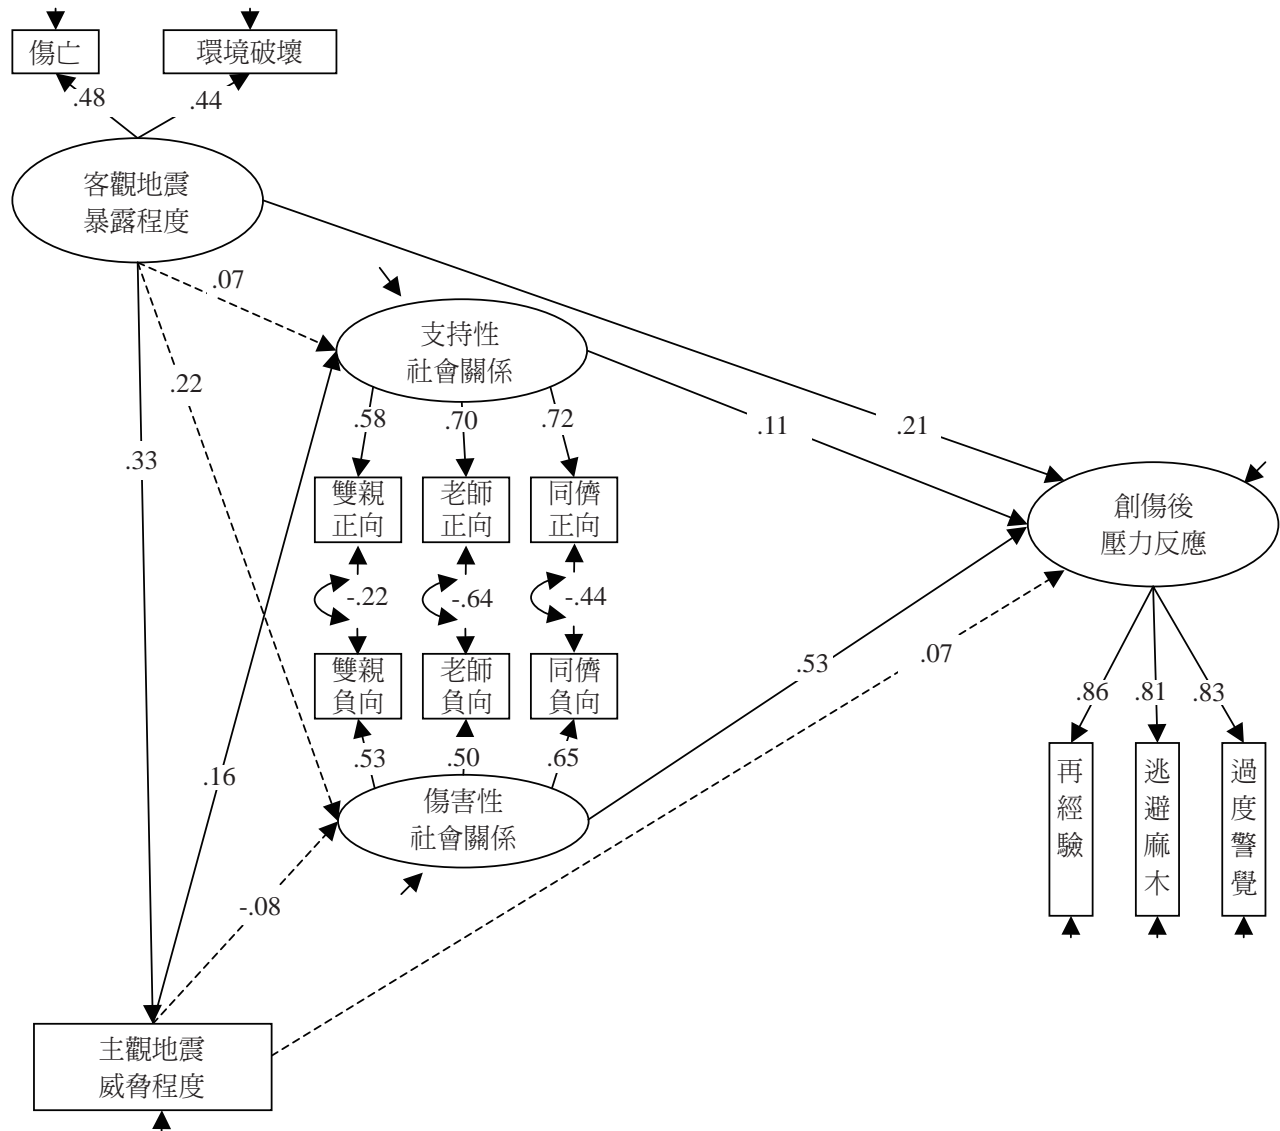 傷亡
環境破壞
.48
.44
客觀地震
暴露程度
.07
支持性
社會關係
.22
.58
.70
.72
.11
.21
.33
雙親
正向
老師
正向
同儕
正向
創傷後
壓力反應
-.22
-.64
-.44
雙親
負向
老師
負向
同儕
負向
.53
.07
.86
.81
.83
.53
.50
.65
.16
傷害性
社會關係
再經驗
逃避麻木
過度警覺
-.08
主觀地震
威脅程度